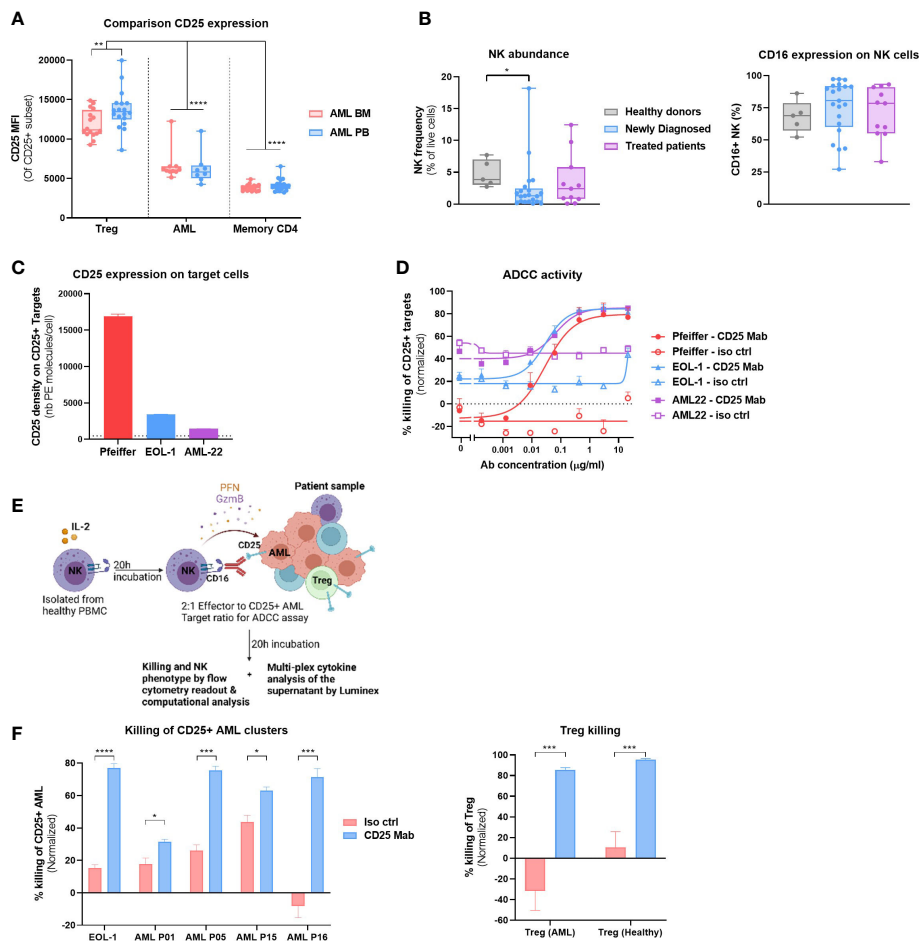 A
Comparison CD25 expression
CD25 MFI
(Of CD25+ subset)
20000
15000
10000
5000
0
**
****
****
Treg
AML
Memory CD4
AML BM
AML PB
B
NK abundance
NK frequency
(% of live cells)
20
15
10
5
0
*
Healthy donors
Newly Diagnosed
Treated patients
CD16 expression on NK cells
CD16+ NK (%)
100
75
50
25
0
C
CD25 expression on target cells
CD25 density on CD25+ Targets
(nb PE molecules/cell)
20000
15000
10000
5000
0
Pfeiffer
EOL-1
AML-22
D
ADCC activity
% killing of CD25+ targets
(normalized)
100
80
60
40
20
0
-20
0
0.001
0.01
0.1
1
10
Ab concentration (µg/ml)
Pfeiffer - CD25 Mab
Pfeiffer - iso ctrl
EOL-1 - CD25 Mab
EOL-1 - iso ctrl
AML22 - CD25 Mab
AML22 - iso ctrl
E
IL-2
NK
Isolated from
healthy PBMC
20h
incubation
PFN
GzmB
NK
CD16
CD25
Patient sample
AML
Treg
2:1 Effector to CD25+ AML
Target ratio for ADCC assay
20h incubation
Killing and NK
phenotype by flow
cytometry readout &
computational analysis
+
Multi-plex cytokine
analysis of the
supernatant by Luminex
F
Killing of CD25+ AML clusters
% killing of CD25+ AML
(Normalized)
80
60
40
20
0
-20
****
*
***
*
***
EOL-1
AML P01
AML P05
AML P15
AML P16
Iso ctrl
CD25 Mab
Treg killing
% killing of Treg
(Normalized)
100
80
60
40
20
0
-20
-40
-60
***
***
Treg (AML)
Treg (Healthy)